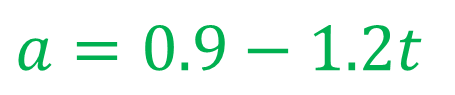 a = 0.9 − 1.2t